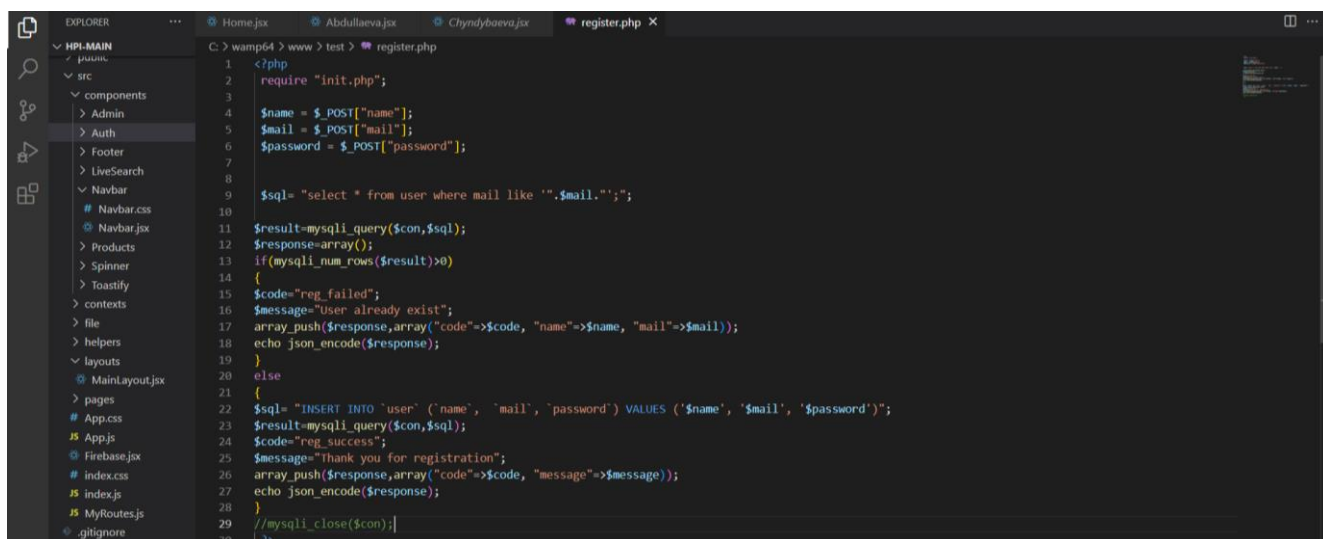 EXPLORER ···
Home.jsx Abdullaeva.jsx Chyndybaeva.jsx register.php ×
HPI-MAIN
C: > wamp64 > www > test > register.php
public
src
components
Admin
Auth
Footer
LiveSearch
Navbar
# Navbar.css
Navbar.jsx
Products
Spinner
Toastify
contexts
file
helpers
layouts
MainLayout.jsx
pages
# App.css
JS App.js
Firebase.jsx
# index.css
JS index.js
JS MyRoutes.js
.gitignore
1 <?php
2 require "init.php";
3
4 $name = $_POST["name"];
5 $mail = $_POST["mail"];
6 $password = $_POST["password"];
7
8
9 $sql= "select * from user where mail like '".$mail."';";
10
11 $result=mysqli_query($con,$sql);
12 $response=array();
13 if(mysqli_num_rows($result)>0)
14 {
15 $code="reg_failed";
16 $message="User already exist";
17 array_push($response,array("code"=>$code, "name"=>$name, "mail"=>$mail));
18 echo json_encode($response);
19 }
20 else
21 {
22 $sql= "INSERT INTO `user` (`name`, `mail`, `password`) VALUES ('$name', '$mail', '$password')";
23 $result=mysqli_query($con,$sql);
24 $code="reg_success";
25 $message="Thank you for registration";
26 array_push($response,array("code"=>$code, "message"=>$message));
27 echo json_encode($response);
28 }
29 //mysqli_close($con);